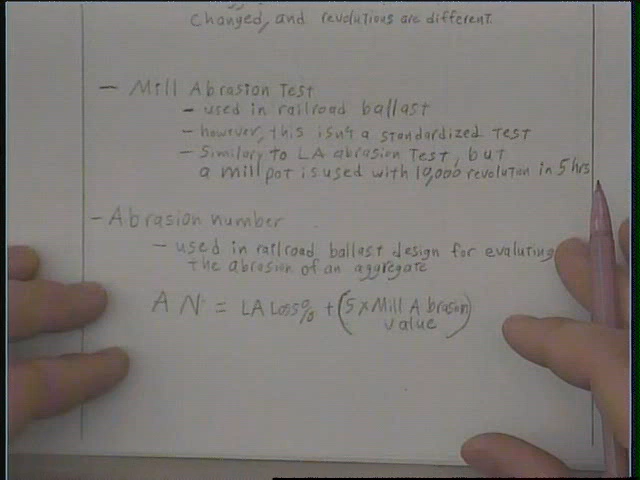 changed, and revolutions are different.
- Mill Abrasion Test
- used in railroad ballast
- however, this isn't a standardized test
- Similary to LA abrasion Test, but
a mill pot is used with 10,000 revolution in 5 hrs
- Abrasion number
- used in railroad ballast design for evaluting
the abrasion of an aggregate
AN = LA Loss% + (5 x Mill Abrasion
value)